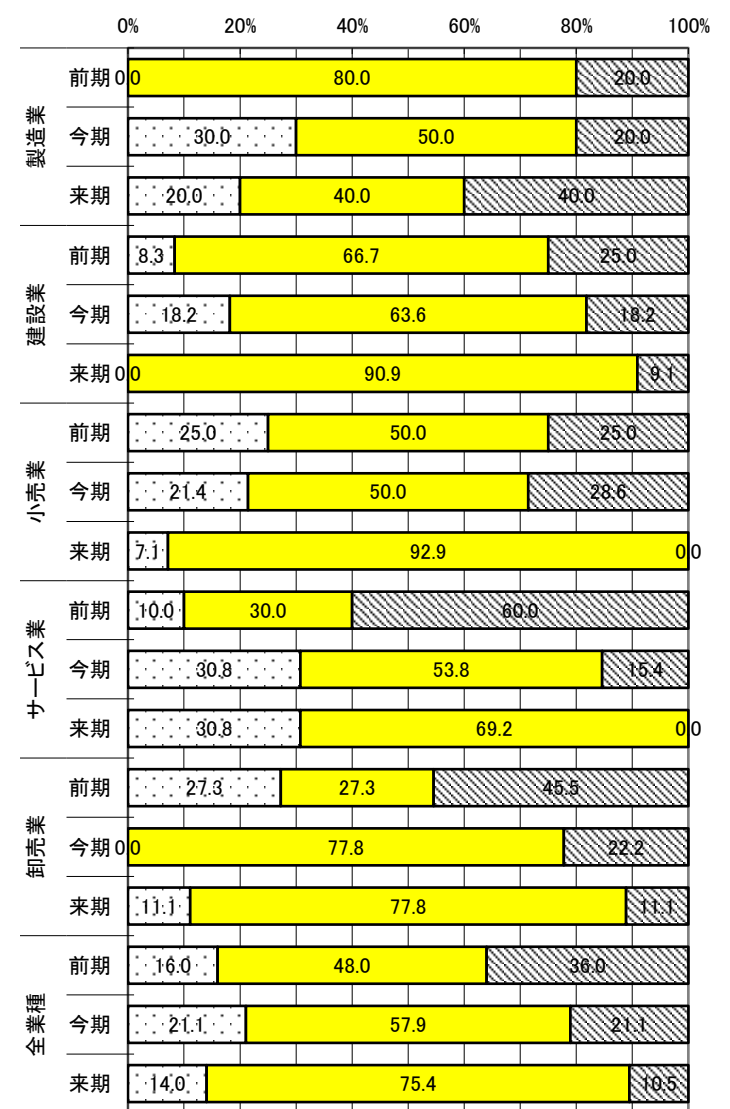 0% 20% 40% 60% 80% 100%
製造業
前期 0.0 80.0 20.0
今期 30.0 50.0 20.0
来期 20.0 40.0 40.0
建設業
前期 8.3 66.7 25.0
今期 18.2 63.6 18.2
来期 0.0 90.9 9.1
小売業
前期 25.0 50.0 25.0
今期 21.4 50.0 28.6
来期 7.1 92.9 0.0
サービス業
前期 10.0 30.0 60.0
今期 30.8 53.8 15.4
来期 30.8 69.2 0.0
卸売業
前期 27.3 27.3 45.5
今期 0.0 77.8 22.2
来期 11.1 77.8 11.1
全業種
前期 16.0 48.0 36.0
今期 21.1 57.9 21.1
来期 14.0 75.4 10.5